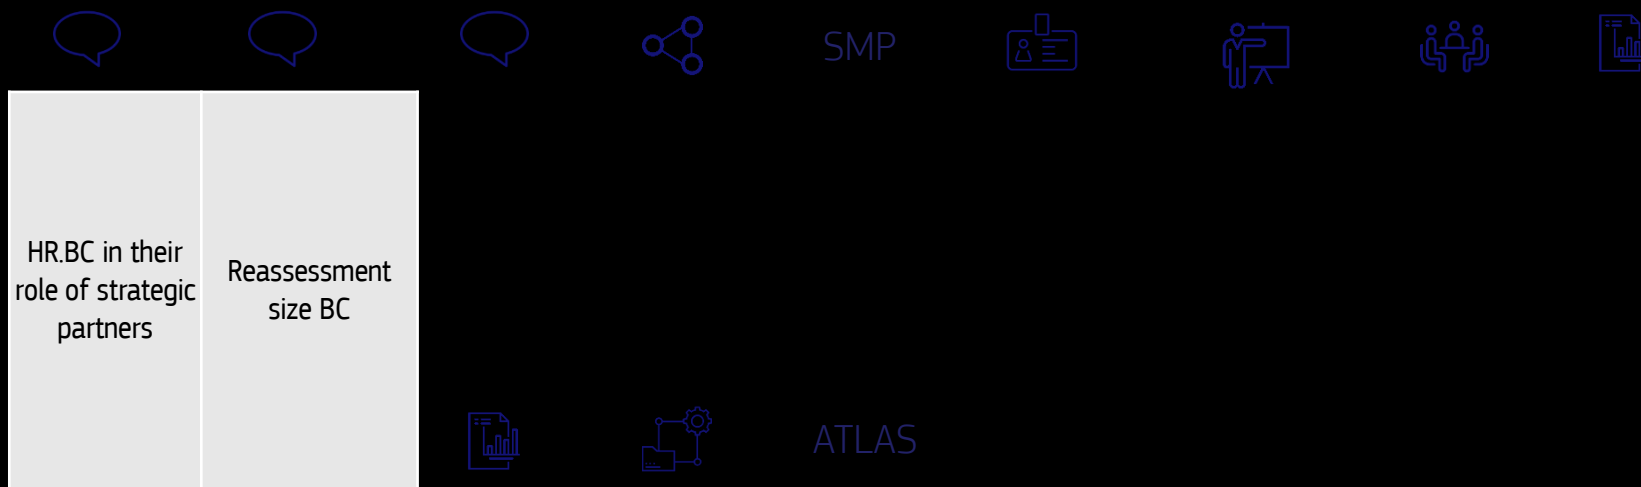 SMP
HR.BC in their
role of strategic
partners
Reassessment
size BC
ATLAS